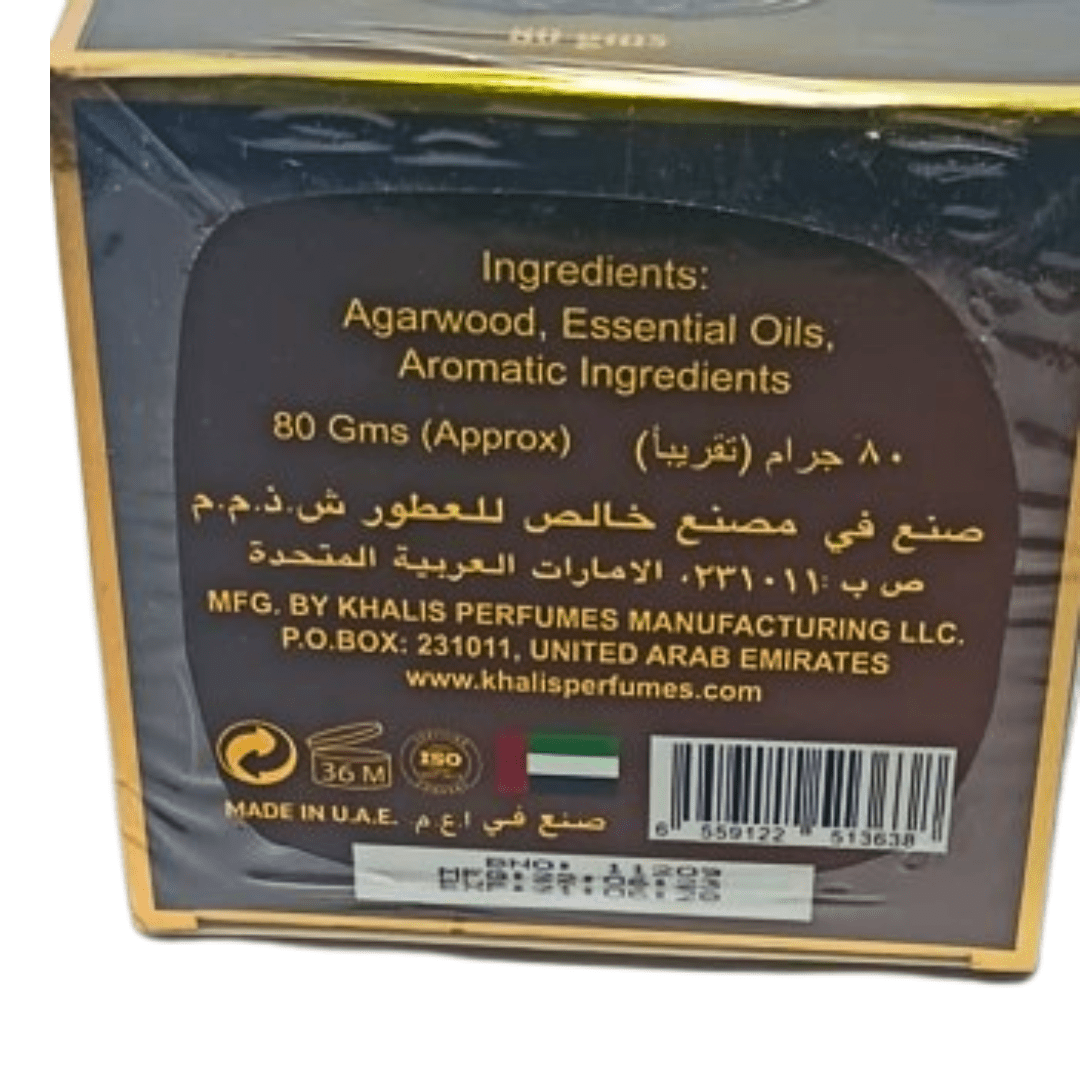 80 gms
Ingredients:
Agarwood, Essential Oils,
Aromatic Ingredients
80 Gms (Approx) ٨٠ جرام (تقريباً)
صنع في مصنع خالص للعطور ش.ذ.م.م
ص ب :٢٣١٠١١، الامارات العربية المتحدة
MFG. BY KHALIS PERFUMES MANUFACTURING LLC.
P.O.BOX: 231011, UNITED ARAB EMIRATES
www.khalisperfumes.com
36 M
ISO
MADE IN U.A.E. صنع في ا.ع.م
6 559122 513638
BNO: